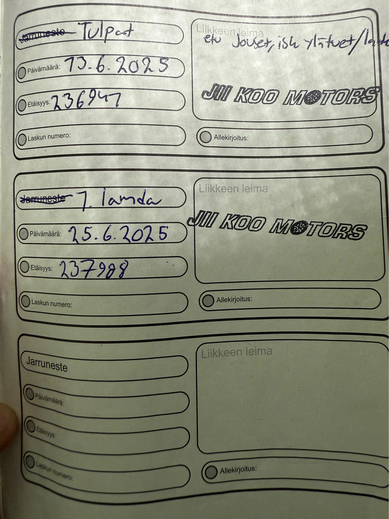 Jarruneste Tulpat
Liikkeen leima
etu Jouset, isk ylätuet/
Päivämäärä: 13.6.2025
Etäisyys: 236947
JII KOO MOTORS
Laskun numero:
Allekirjoitus:
Jarruneste 1. lamda
Liikkeen leima
Päivämäärä: 25.6.2025
JII KOO MOTORS
Etäisyys: 237988
Laskun numero:
Allekirjoitus:
Jarruneste
Liikkeen leima
Päivämäärä:
Etäisyys:
Laskun numero:
Allekirjoitus: